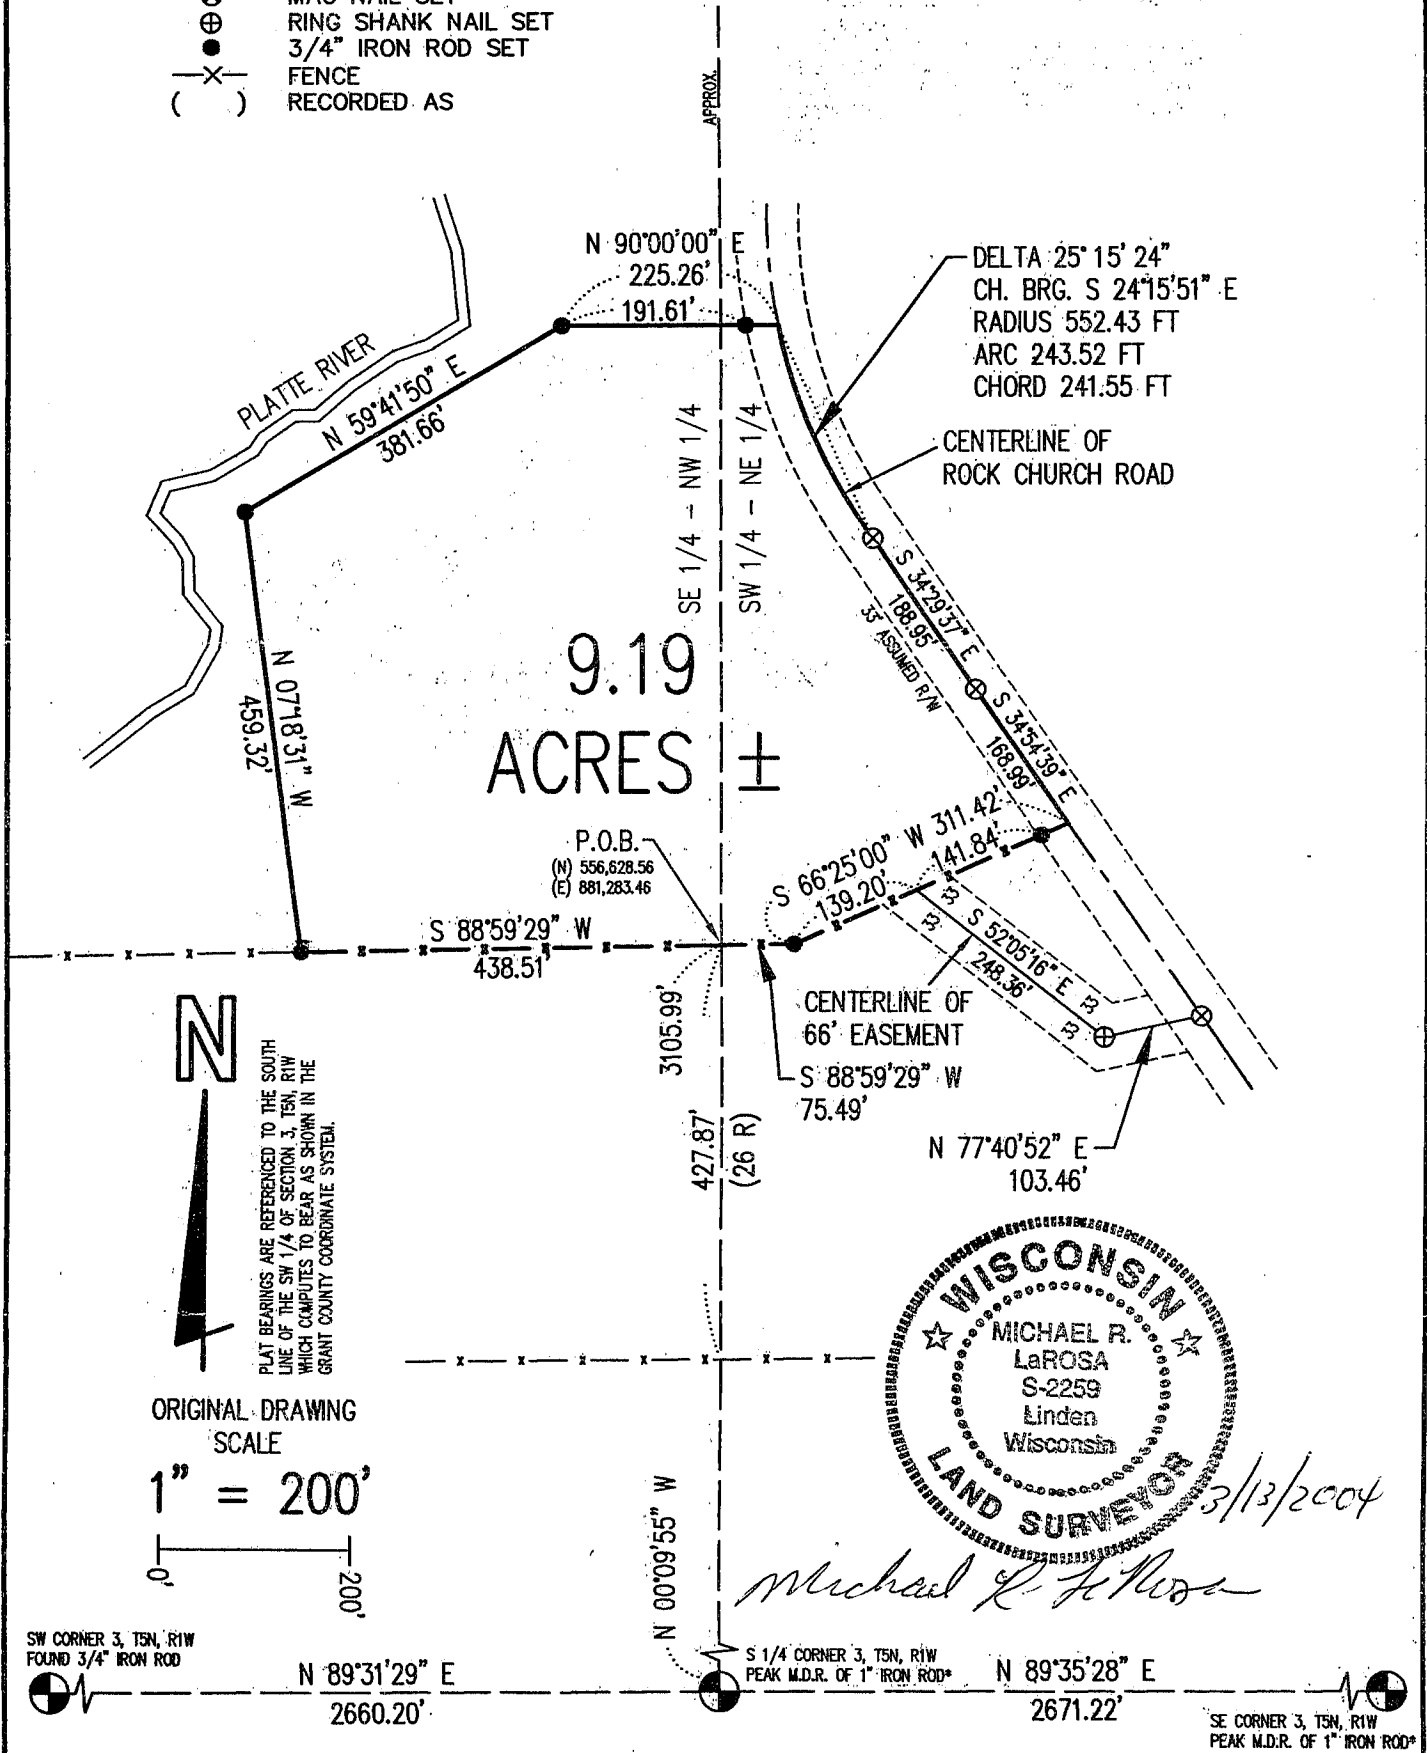 RING SHANK NAIL SET
3/4" IRON ROD SET
—X— FENCE
( ) RECORDED AS
APPROX.
N 90°00'00" E
225.26'
191.61'
DELTA 25° 15' 24"
CH. BRG. S 24°15'51" E
RADIUS 552.43 FT
ARC 243.52 FT
CHORD 241.55 FT
PLATTE RIVER
N 59°41'50" E
381.66'
CENTERLINE OF
ROCK CHURCH ROAD
SE 1/4 - NW 1/4
SW 1/4 - NE 1/4
S 34°29'37" E
188.95'
33' ASSUMED R/W
S 34°54'39" E
168.99'
N 07°18'31" W
459.32'
9.19
ACRES ±
P.O.B.
(N) 556,628.56
(E) 881,283.46
S 66°25'00" W 311.42'
141.84'
139.20'
S 88°59'29" W
438.51'
33
33
S 52°05'16" E
248.36'
33
33
CENTERLINE OF
66' EASEMENT
S 88°59'29" W
75.49'
3105.99'
427.87'
(26 R)
N 77°40'52" E
103.46'
N
PLAT BEARINGS ARE REFERENCED TO THE SOUTH
LINE OF THE SW 1/4 OF SECTION 3, T5N, R1W
WHICH COMPUTES TO BEAR AS SHOWN IN THE
GRANT COUNTY COORDINATE SYSTEM.
ORIGINAL DRAWING
SCALE
1" = 200'
0'
200'
WISCONSIN
MICHAEL R.
LaROSA
S-2259
Linden
Wisconsin
LAND SURVEYOR
3/13/2004
Michael R LaRosa
N 00°09'55" W
SW CORNER 3, T5N, R1W
FOUND 3/4" IRON ROD
N 89°31'29" E
2660.20'
S 1/4 CORNER 3, T5N, R1W
PEAK M.D.R. OF 1" IRON ROD*
N 89°35'28" E
2671.22'
SE CORNER 3, T5N, R1W
PEAK M.D.R. OF 1" IRON ROD*